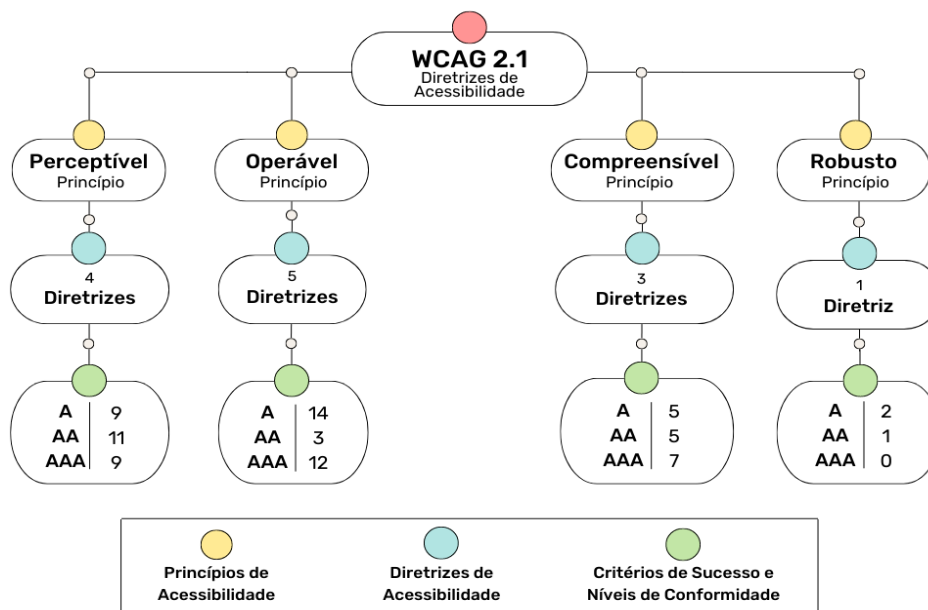 WCAG 2.1
Diretrizes de
Acessibilidade
Perceptível
Princípio
Operável
Princípio
Compreensível
Princípio
Robusto
Princípio
4
Diretrizes
5
Diretrizes
3
Diretrizes
1
Diretriz
A 9
AA 11
AAA 9
A 14
AA 3
AAA 12
A 5
AA 5
AAA 7
A 2
AA 1
AAA 0
Princípios de
Acessibilidade
Diretrizes de
Acessibilidade
Critérios de Sucesso e
Níveis de Conformidade